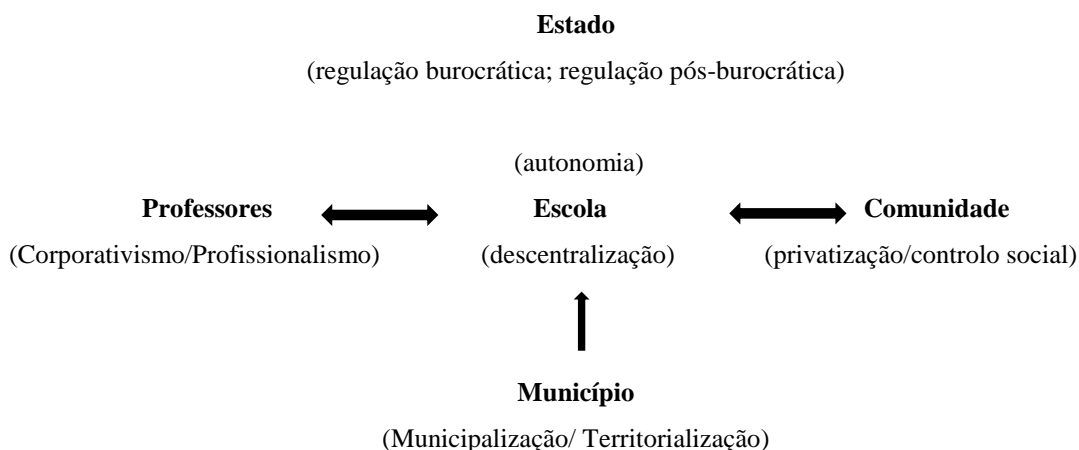 Estado
(regulação burocrática; regulação pós-burocrática)
(autonomia)
Professores Escola Comunidade
(Corporativismo/Profissionalismo) (descentralização) (privatização/controlo social)
Município
(Municipalização/ Territorialização)